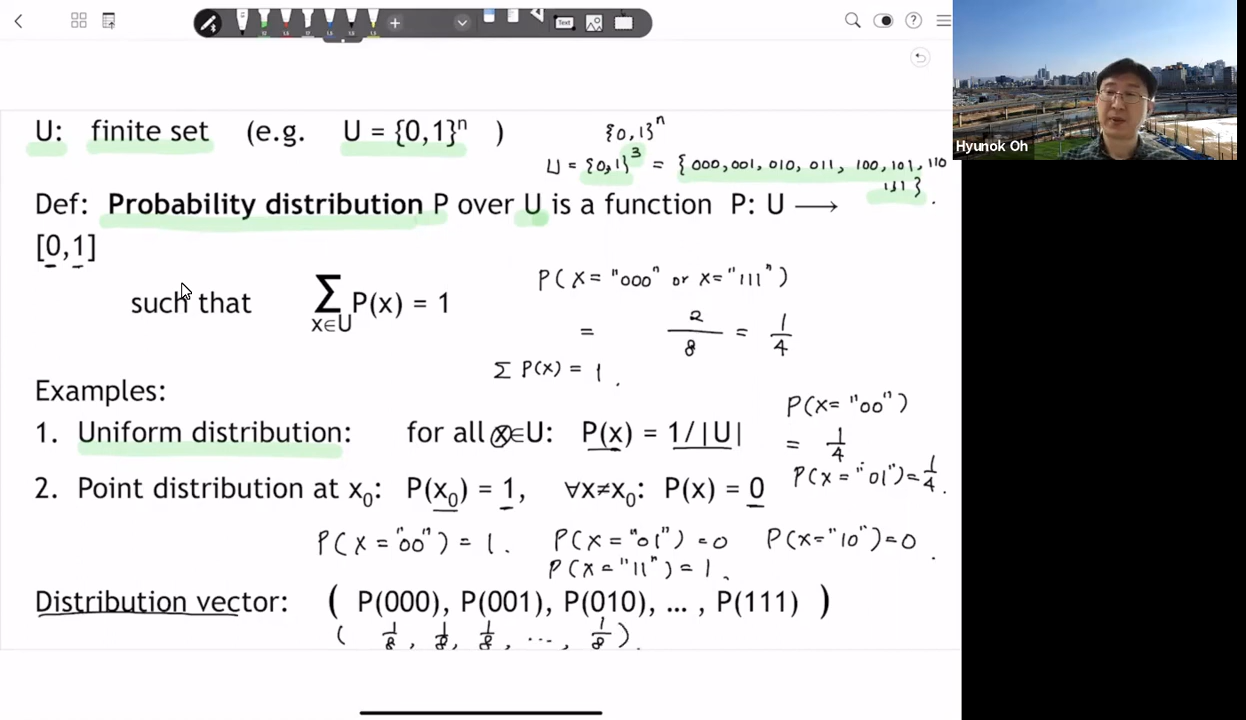 Text
Hyunok Oh
U: finite set (e.g. U = {0,1}ⁿ )
{0,1}ⁿ
U = {0,1}³ = { 000,001, 010, 011, 100,101, 110
111 } .
Def: Probability distribution P over U is a function P: U ⟶
[0,1]
P( x = "000" or x= "111" )
such that Σ P(x) = 1
x∈U
= 2/8 = 1/4
Σ P(x) = 1 .
Examples:
P(x= "00")
1. Uniform distribution: for all x∈U: P(x) = 1/|U|
= 1/4
P(x = "01")=1/4 .
2. Point distribution at x₀: P(x₀) = 1, ∀x≠x₀: P(x) = 0
P( x = "00" ) = 1 . P(x= "01" ) =0 P(x="10")=0 .
P(x= "11" )= 1 .
Distribution vector: ( P(000), P(001), P(010), ... , P(111) )
( 1/8 , 1/8, 1/8 , ... , 1/8 ) .